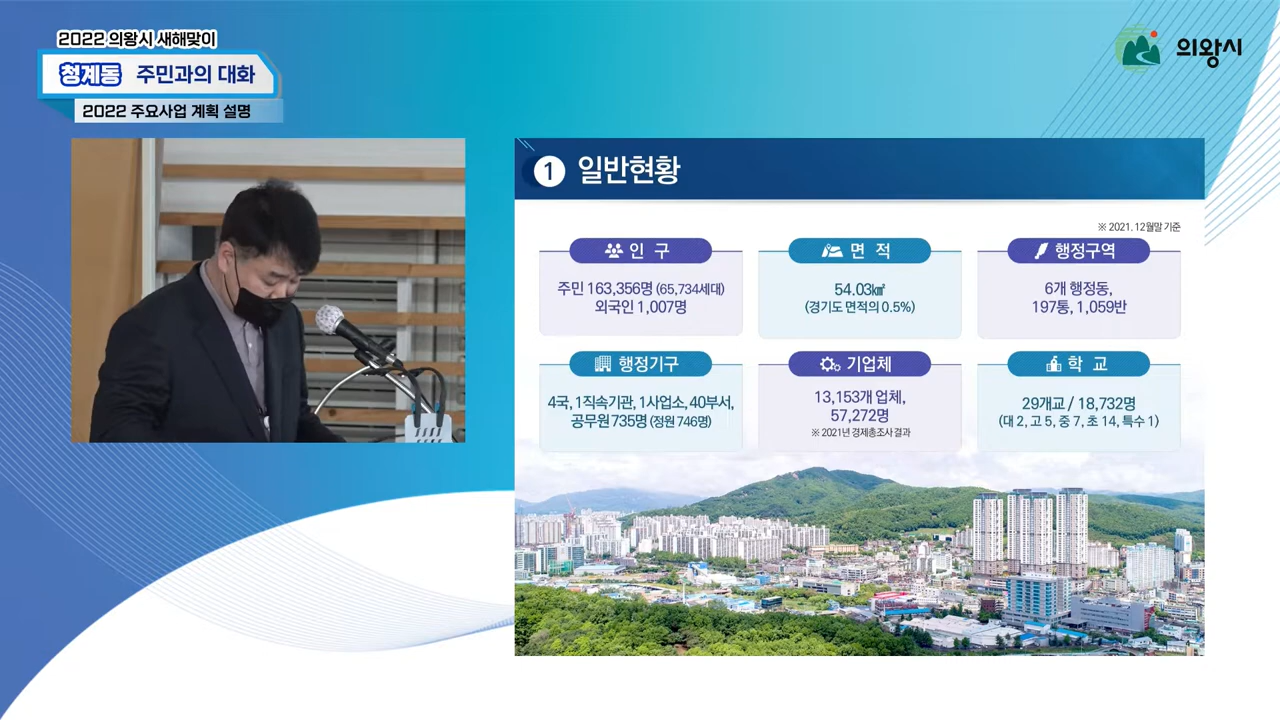 2022 의왕시 새해맞이
청계동 주민과의 대화
2022 주요사업 계획 설명
의왕시
1 일반현황
※ 2021. 12월말 기준
인 구
주민 163,356명 (65,734세대)
외국인 1,007명
면 적
54.03㎢
(경기도 면적의 0.5%)
행정구역
6개 행정동,
197통, 1,059반
행정기구
4국, 1직속기관, 1사업소, 40부서,
공무원 735명 (정원 746명)
기업체
13,153개 업체,
57,272명
※ 2021년 경제총조사 결과
학 교
29개교 / 18,732명
(대 2, 고 5, 중 7, 초 14, 특수 1)